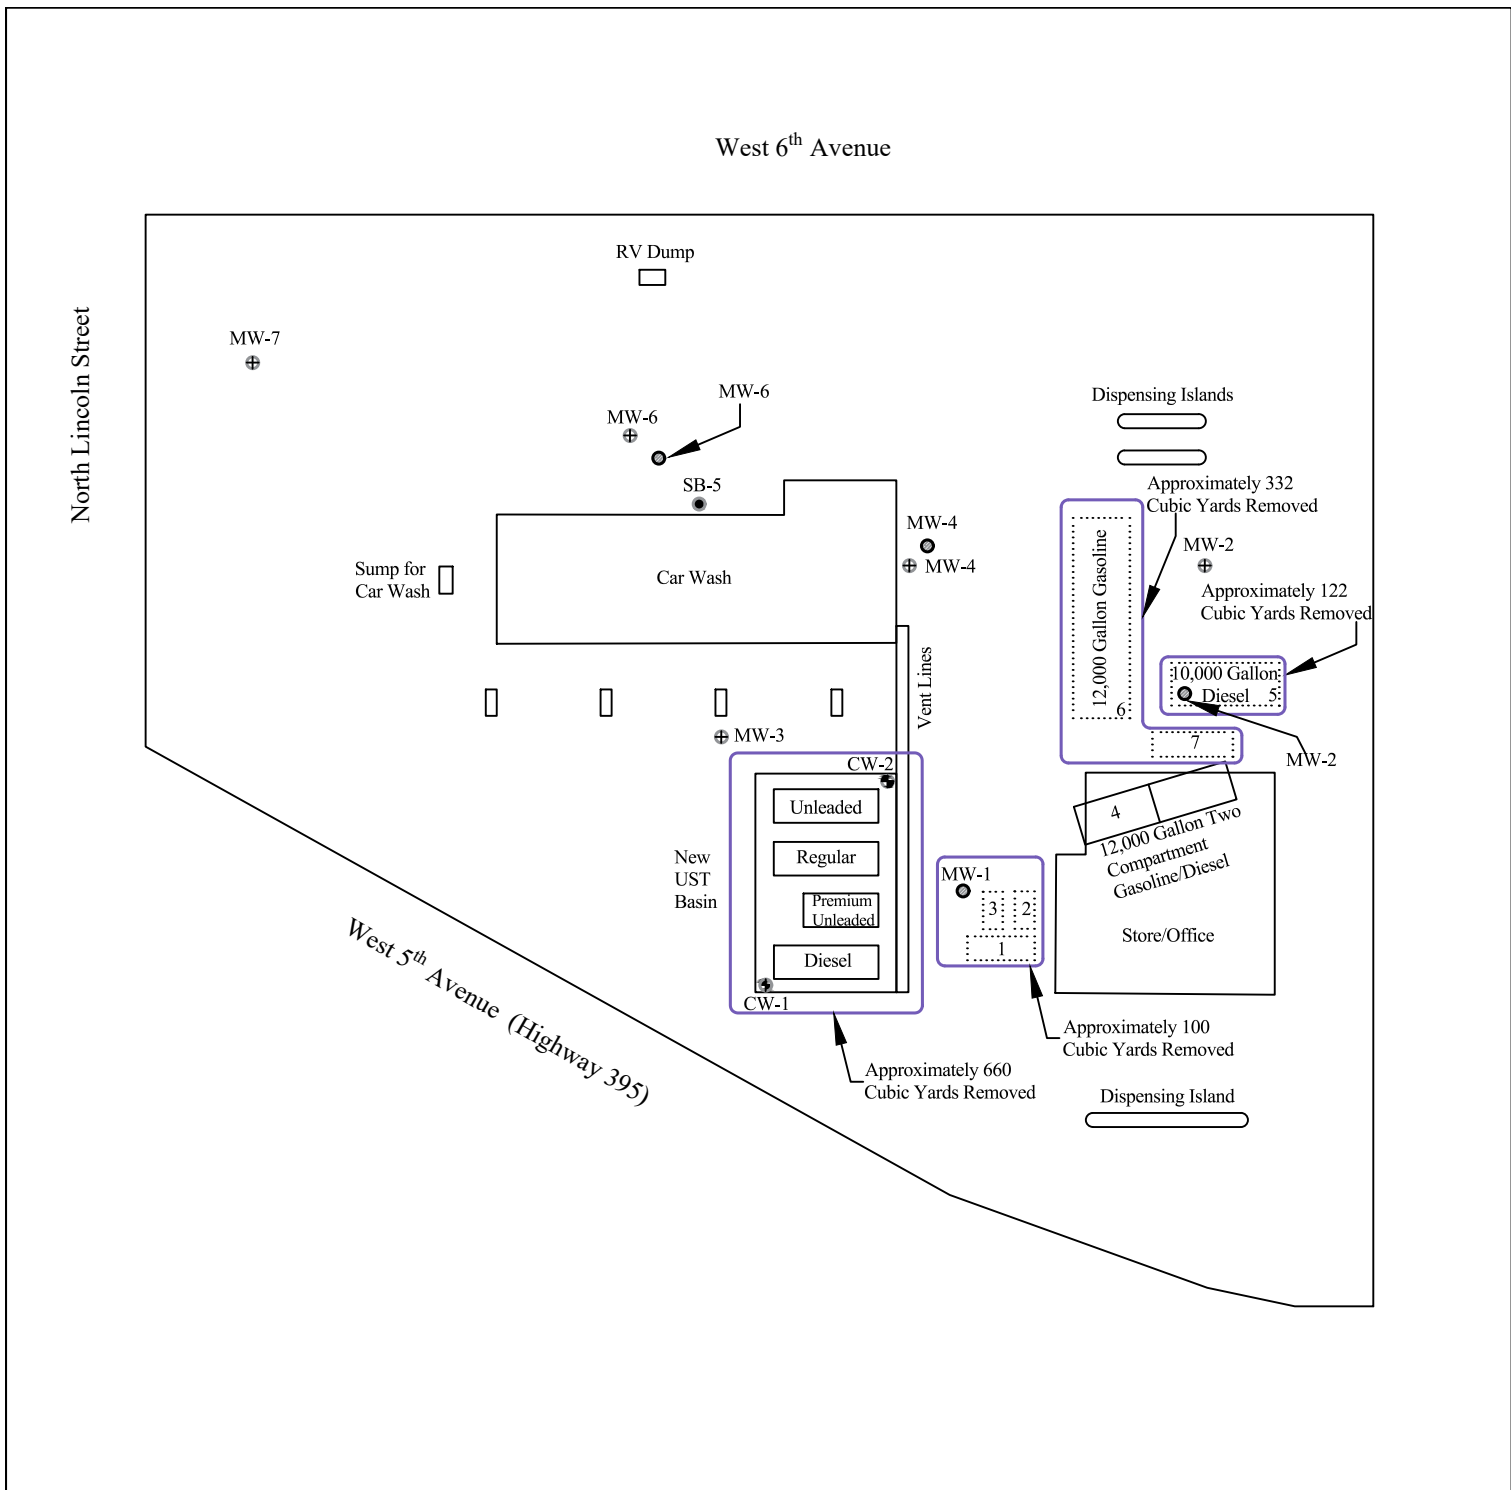 West 6th Avenue
RV Dump
North Lincoln Street
MW-7
MW-6
MW-6
Dispensing Islands
SB-5
Approximately 332
Cubic Yards Removed
MW-4
MW-4
MW-2
Sump for
Car Wash
Car Wash
12,000 Gallon Gasoline
6
Approximately 122
Cubic Yards Removed
10,000 Gallon
Diesel 5
Vent Lines
MW-3
7
MW-2
CW-2
Unleaded
Regular
Premium
Unleaded
Diesel
CW-1
New
UST
Basin
4
12,000 Gallon Two
Compartment
Gasoline/Diesel
MW-1
3
2
1
Store/Office
West 5th Avenue (Highway 395)
Approximately 100
Cubic Yards Removed
Approximately 660
Cubic Yards Removed
Dispensing Island